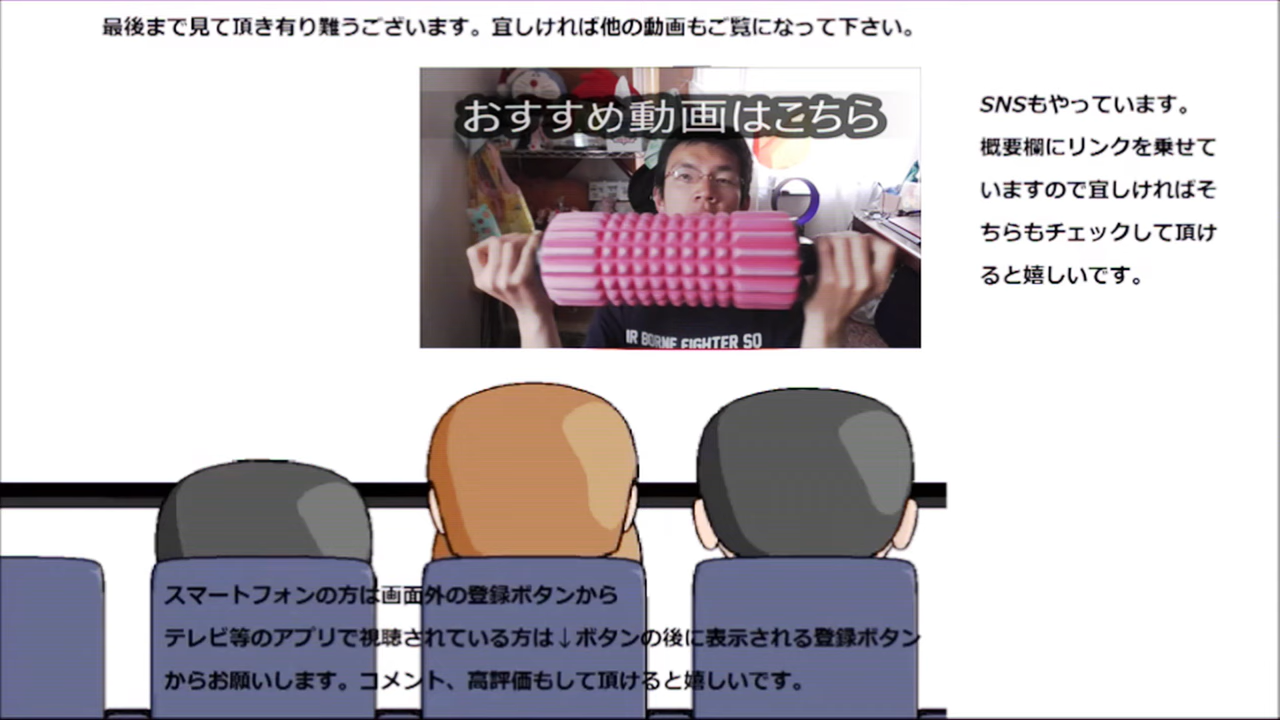 最後まで見て頂き有り難うございます。宜しければ他の動画もご覧になって下さい。
おすすめ動画はこちら
IR BORNE FIGHTER SQ
SNSもやっています。
概要欄にリンクを乗せて
いますので宜しければそ
ちらもチェックして頂け
ると嬉しいです。
スマートフォンの方は画面外の登録ボタンから
テレビ等のアプリで視聴されている方は↓ボタンの後に表示される登録ボタン
からお願いします。コメント、高評価もして頂けると嬉しいです。